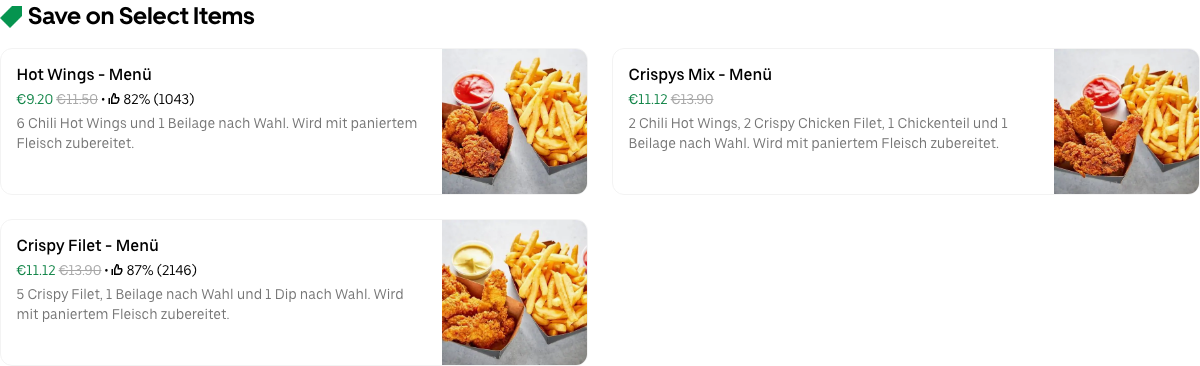 Save on Select Items
Hot Wings - Menü
€9.20 €11.50 • 82% (1043)
6 Chili Hot Wings und 1 Beilage nach Wahl. Wird mit paniertem
Fleisch zubereitet.
Crispys Mix - Menü
€11.12 €13.90
2 Chili Hot Wings, 2 Crispy Chicken Filet, 1 Chickenteil und 1
Beilage nach Wahl. Wird mit paniertem Fleisch zubereitet.
Crispy Filet - Menü
€11.12 €13.90 • 87% (2146)
5 Crispy Filet, 1 Beilage nach Wahl und 1 Dip nach Wahl. Wird
mit paniertem Fleisch zubereitet.